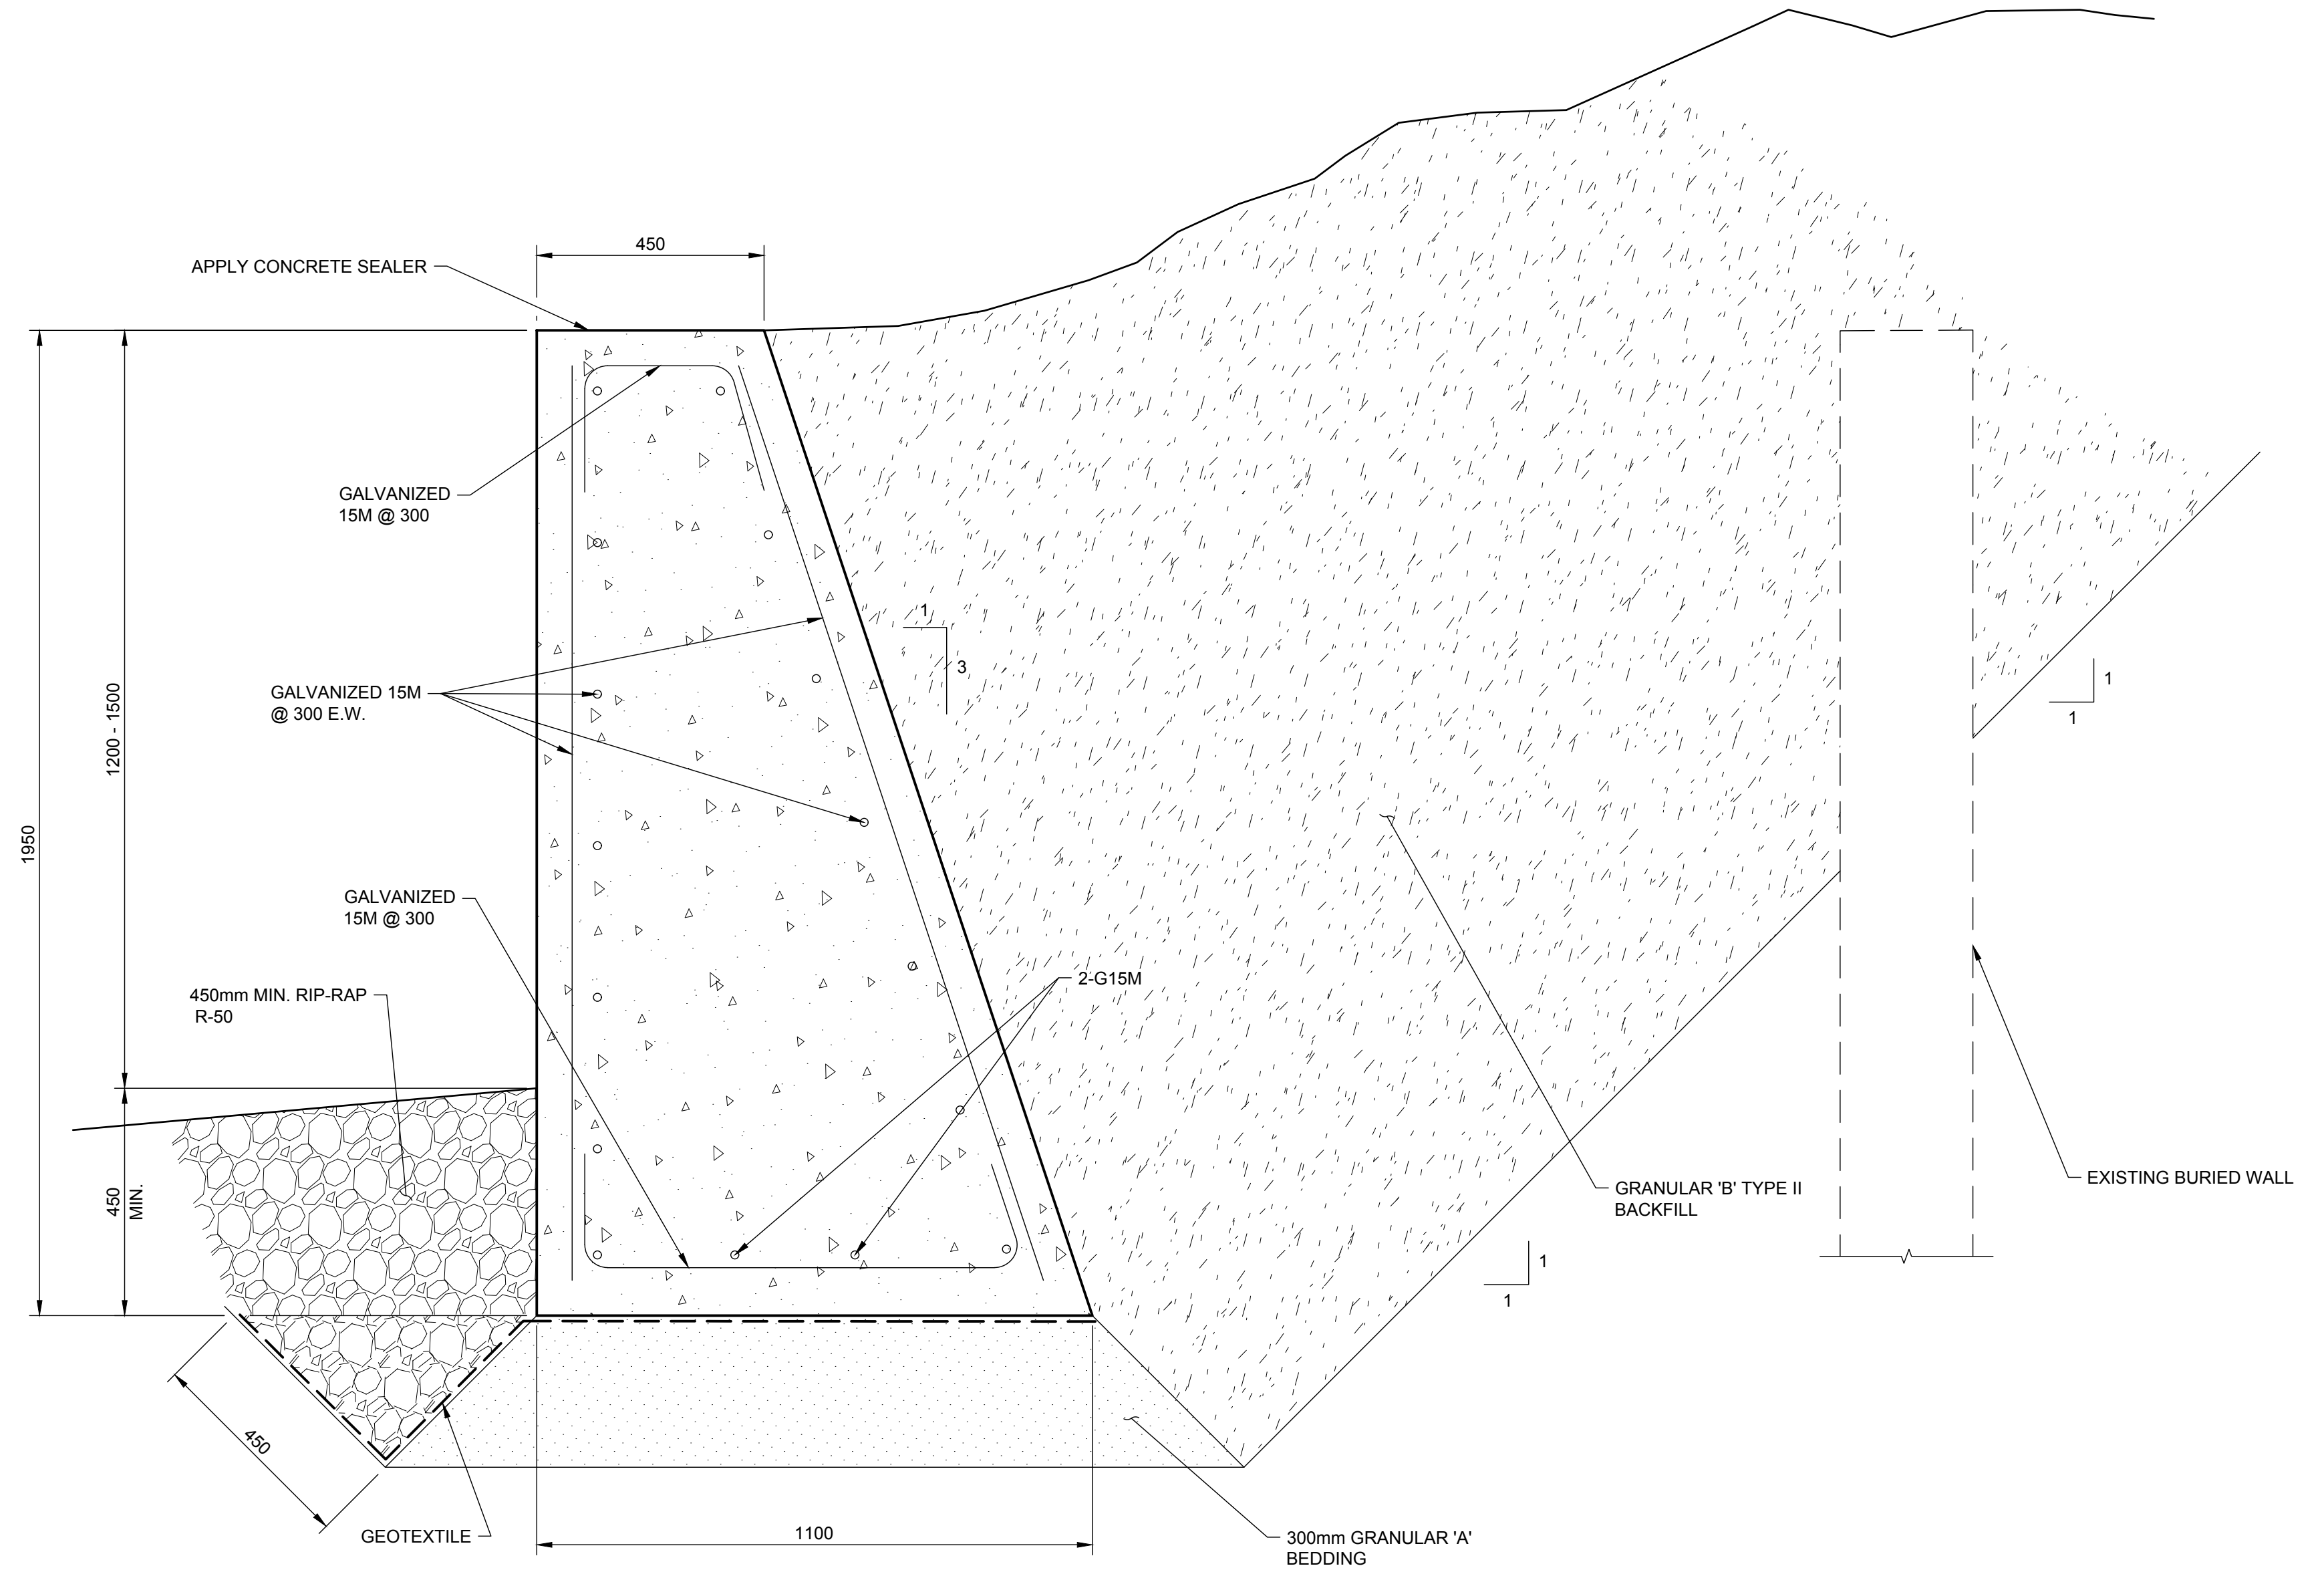 450
APPLY CONCRETE SEALER
GALVANIZED
15M @ 300
1
3
GALVANIZED 15M
@ 300 E.W.
1200 - 1500
1950
1
1
GALVANIZED
15M @ 300
2-G15M
450mm MIN. RIP-RAP
R-50
450
MIN.
EXISTING BURIED WALL
GRANULAR 'B' TYPE II
BACKFILL
1
1
450
GEOTEXTILE
1100
300mm GRANULAR 'A'
BEDDING